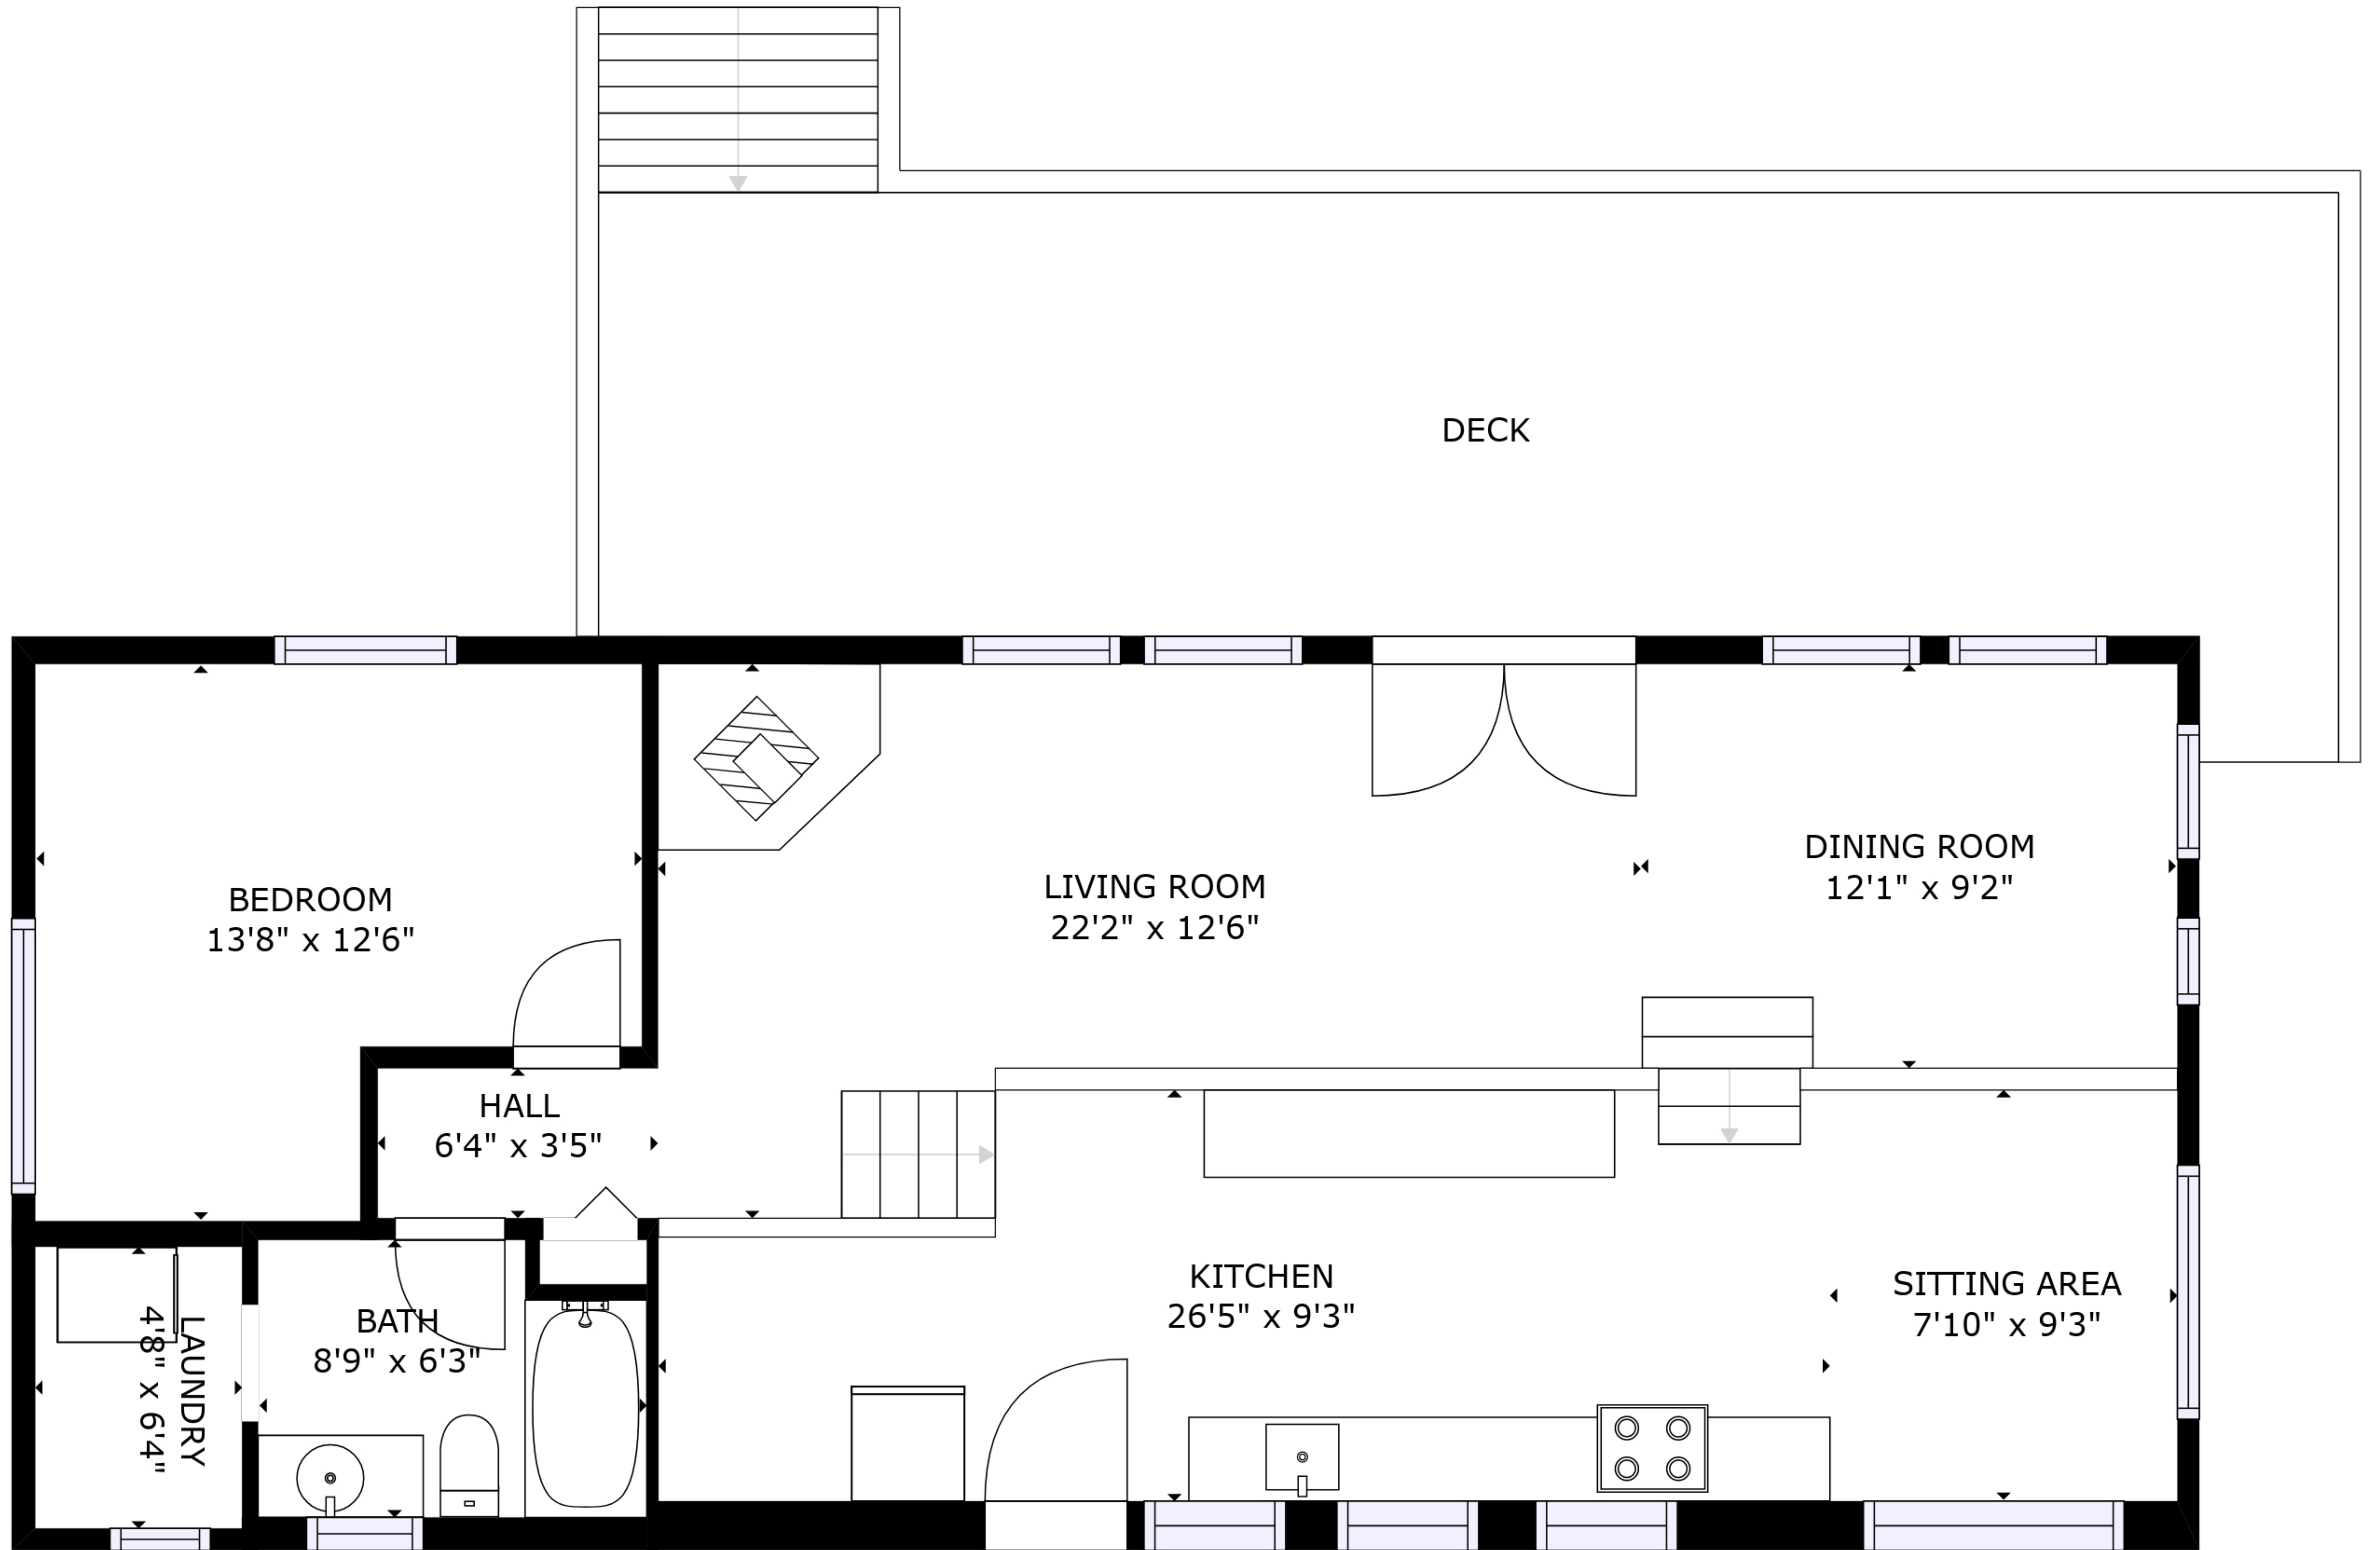 DECK
DINING ROOM
12'1" x 9'2"
LIVING ROOM
22'2" x 12'6"
BEDROOM
13'8" x 12'6"
HALL
6'4" x 3'5"
KITCHEN
26'5" x 9'3"
SITTING AREA
7'10" x 9'3"
BATH
8'9" x 6'3"
LAUNDRY
4'8" x 6'4"